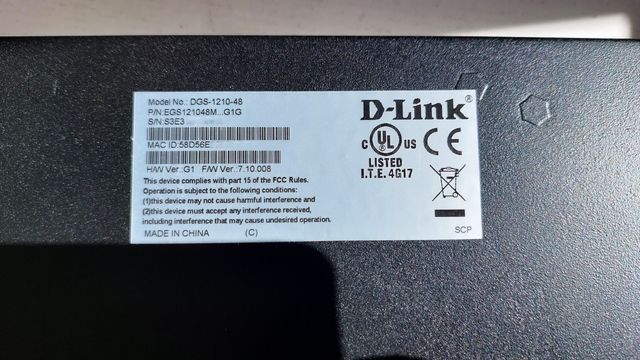 Model No.: DGS-1210-48
P/N:EGS121048M...G1G
S/N:S3E3
MAC ID:58D56E
H/W Ver.:G1 F/W Ver.:7.10.008
This device complies with part 15 of the FCC Rules.
Operation is subject to the following conditions:
(1)this device may not cause harmful interference and
(2)this device must accept any interference received,
including interference that may cause undesired operation.
MADE IN CHINA (C)
D-Link®
C UL® US CE
LISTED
I.T.E. 4G17
SCP